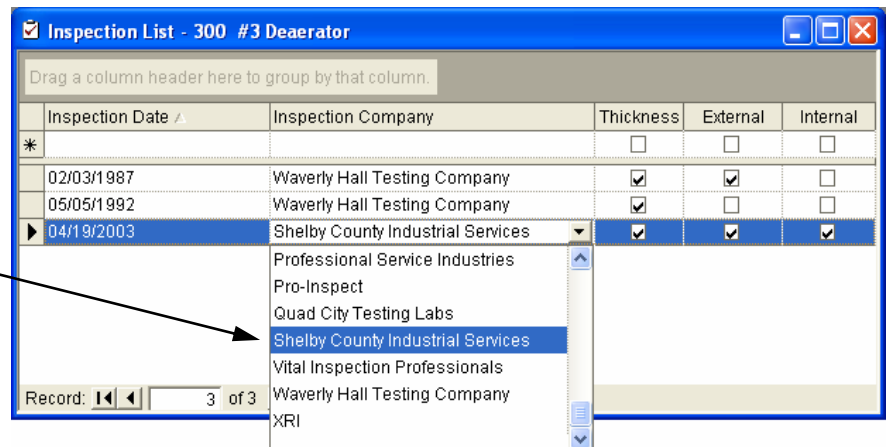 Inspection List - 300 #3 Deaerator
Drag a column header here to group by that column.
Inspection Date Inspection Company Thickness External Internal
02/03/1987 Waverly Hall Testing Company
05/05/1992 Waverly Hall Testing Company
04/19/2003 Shelby County Industrial Services
Professional Service Industries
Pro-Inspect
Quad City Testing Labs
Shelby County Industrial Services
Vital Inspection Professionals
Waverly Hall Testing Company
XRI
Record: 3 of 3